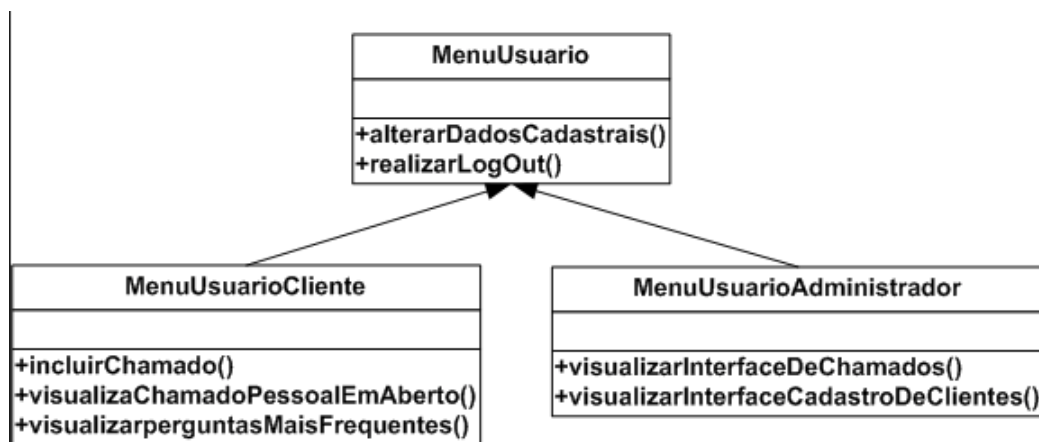 MenuUsuario
+alterarDadosCadastrais()
+realizarLogOut()
MenuUsuarioCliente
+incluirChamado()
+visualizaChamadoPessoalEmAberto()
+visualizarperguntasMaisFrequentes()
MenuUsuarioAdministrador
+visualizarInterfaceDeChamados()
+visualizarInterfaceCadastroDeClientes()